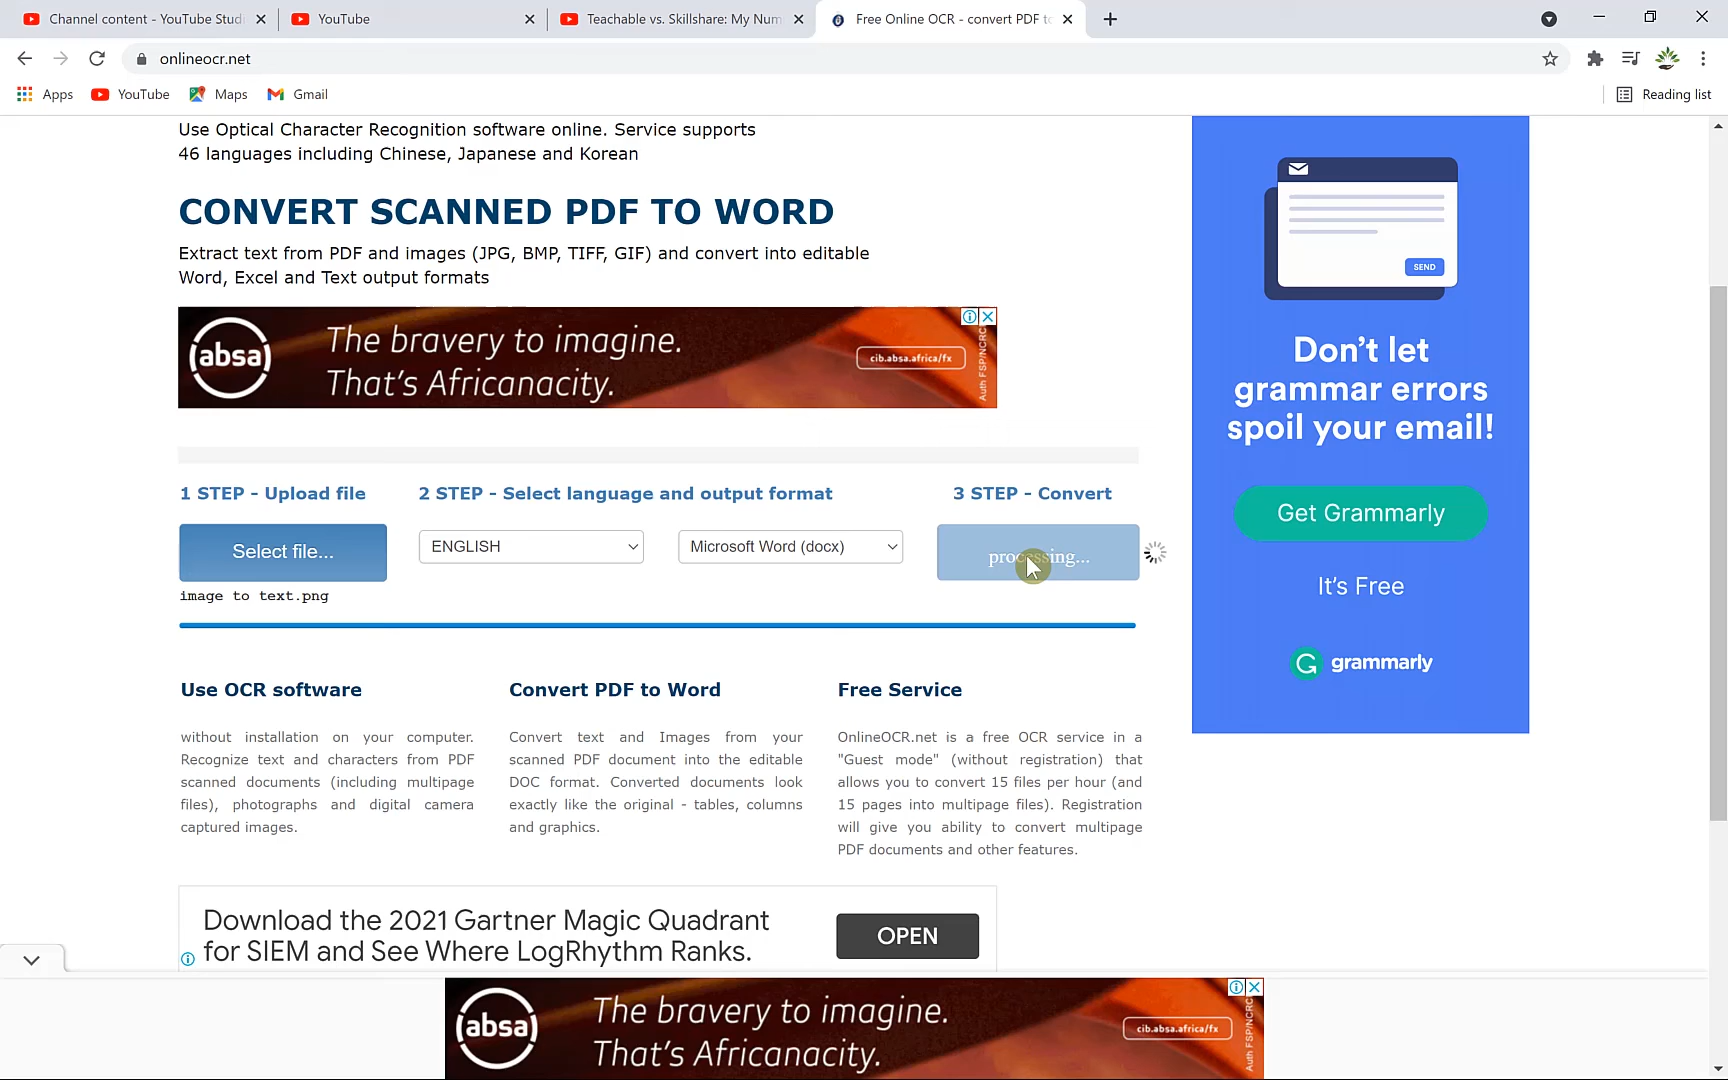 Channel content - YouTube Studi
YouTube
Teachable vs. Skillshare: My Num
Free Online OCR - convert PDF to
onlineocr.net
Apps
YouTube
Maps
Gmail
Reading list
Use Optical Character Recognition software online. Service supports
46 languages including Chinese, Japanese and Korean
CONVERT SCANNED PDF TO WORD
Extract text from PDF and images (JPG, BMP, TIFF, GIF) and convert into editable
Word, Excel and Text output formats
absa
The bravery to imagine.
That's Africanacity.
cib.absa.africa/fx
Auth FSP/NCRC
1 STEP - Upload file
2 STEP - Select language and output format
3 STEP - Convert
Select file...
ENGLISH
Microsoft Word (docx)
processing...
image to text.png
Use OCR software
without installation on your computer.
Recognize text and characters from PDF
scanned documents (including multipage
files), photographs and digital camera
captured images.
Convert PDF to Word
Convert text and Images from your
scanned PDF document into the editable
DOC format. Converted documents look
exactly like the original - tables, columns
and graphics.
Free Service
OnlineOCR.net is a free OCR service in a
"Guest mode" (without registration) that
allows you to convert 15 files per hour (and
15 pages into multipage files). Registration
will give you ability to convert multipage
PDF documents and other features.
SEND
Don't let
grammar errors
spoil your email!
Get Grammarly
It's Free
grammarly
Download the 2021 Gartner Magic Quadrant
for SIEM and See Where LogRhythm Ranks.
OPEN
absa
The bravery to imagine.
That's Africanacity.
cib.absa.africa/fx
Auth FSP/NCRC